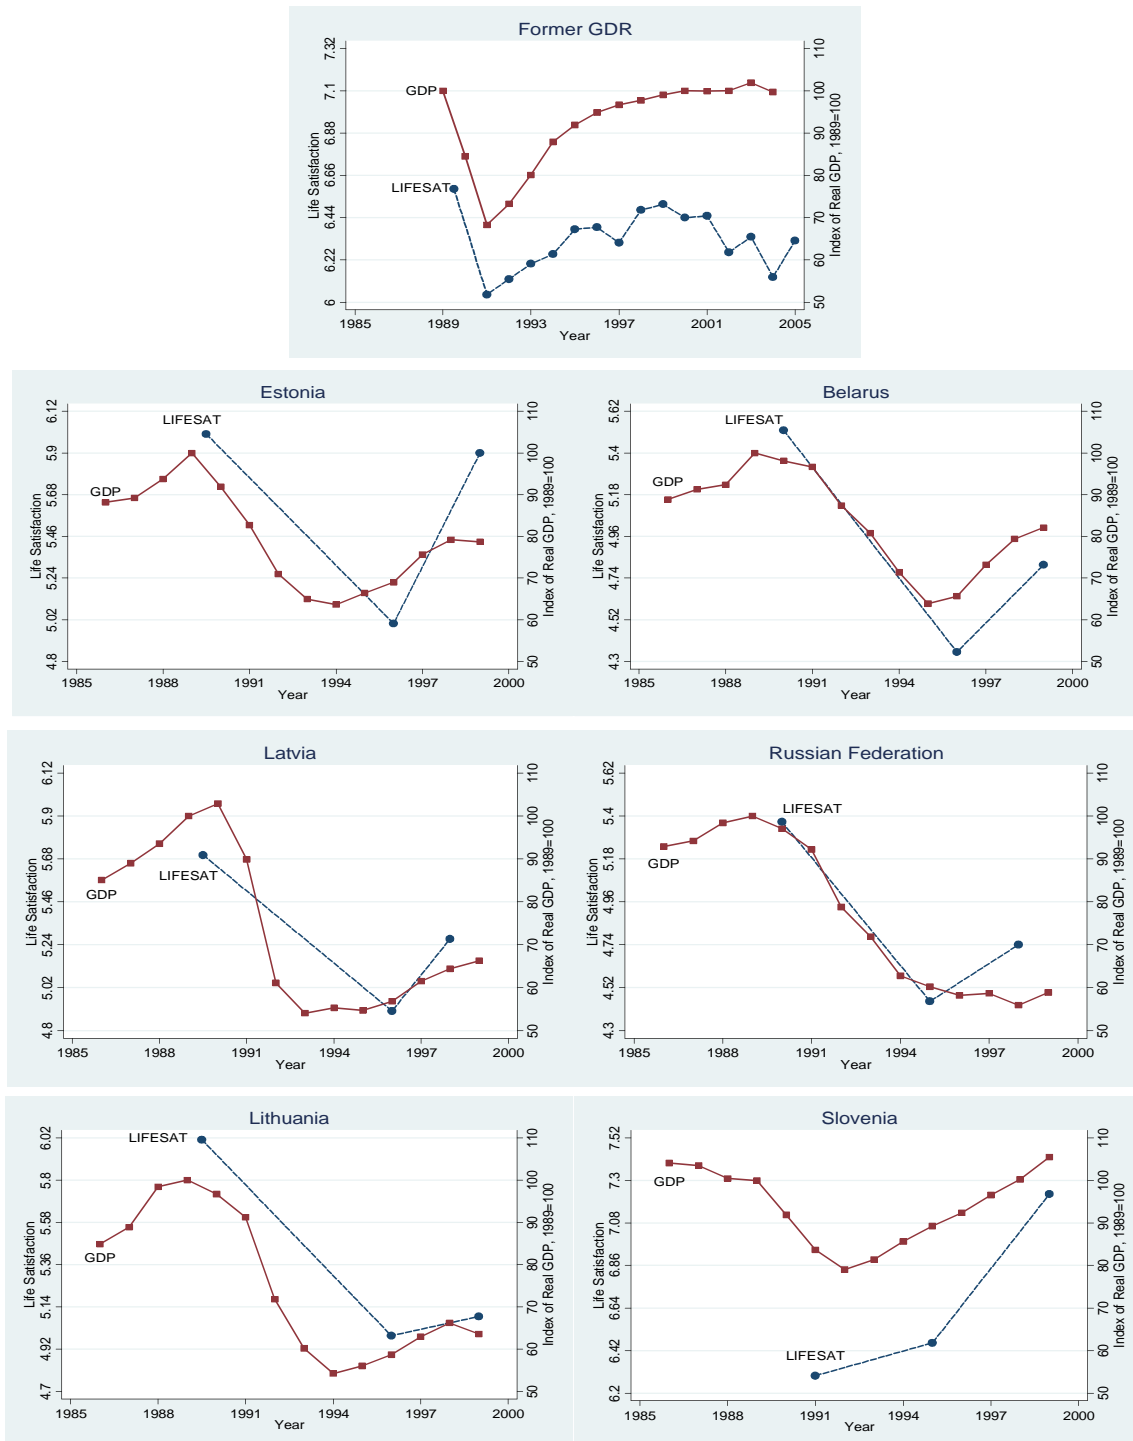 Former GDR
7.32
7.1
6.88
6.66
6.44
6.22
6
Life Satisfaction
GDP
LIFESAT
110
100
90
80
70
60
50
Index of Real GDP, 1989=100
1985 1989 1993 1997 2001 2005
Year
Estonia
6.12
5.9
5.68
5.46
5.24
5.02
4.8
Life Satisfaction
LIFESAT
GDP
110
100
90
80
70
60
50
Index of Real GDP, 1989=100
1985 1988 1991 1994 1997 2000
Year
Belarus
5.62
5.4
5.18
4.96
4.74
4.52
4.3
Life Satisfaction
LIFESAT
GDP
110
100
90
80
70
60
50
Index of Real GDP, 1989=100
1985 1988 1991 1994 1997 2000
Year
Latvia
6.12
5.9
5.68
5.46
5.24
5.02
4.8
Life Satisfaction
LIFESAT
GDP
110
100
90
80
70
60
50
Index of Real GDP, 1989=100
1985 1988 1991 1994 1997 2000
Year
Russian Federation
5.62
5.4
5.18
4.96
4.74
4.52
4.3
Life Satisfaction
LIFESAT
GDP
110
100
90
80
70
60
50
Index of Real GDP, 1989=100
1985 1988 1991 1994 1997 2000
Year
Lithuania
6.02
5.8
5.58
5.36
5.14
4.92
4.7
Life Satisfaction
LIFESAT
GDP
110
100
90
80
70
60
50
Index of Real GDP, 1989=100
1985 1988 1991 1994 1997 2000
Year
Slovenia
7.52
7.3
7.08
6.86
6.64
6.42
6.2
Life Satisfaction
GDP
LIFESAT
110
100
90
80
70
60
50
Index of Real GDP, 1989=100
1985 1988 1991 1994 1997 2000
Year